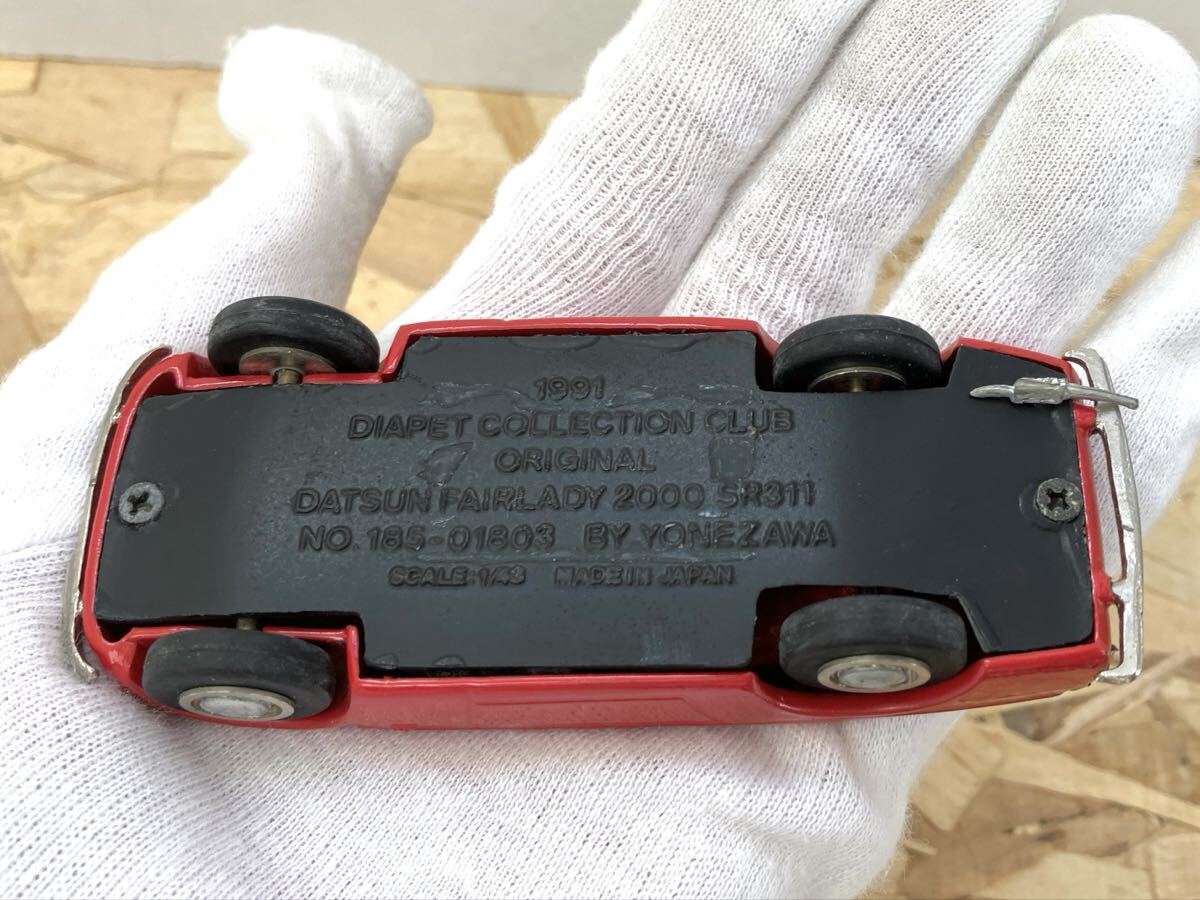 1991
DIAPET COLLECTION CLUB
ORIGINAL
DATSUN FAIRLADY 2000 SR311
NO. 185-01803 BY YONEZAWA
SCALE:1/43 MADE IN JAPAN